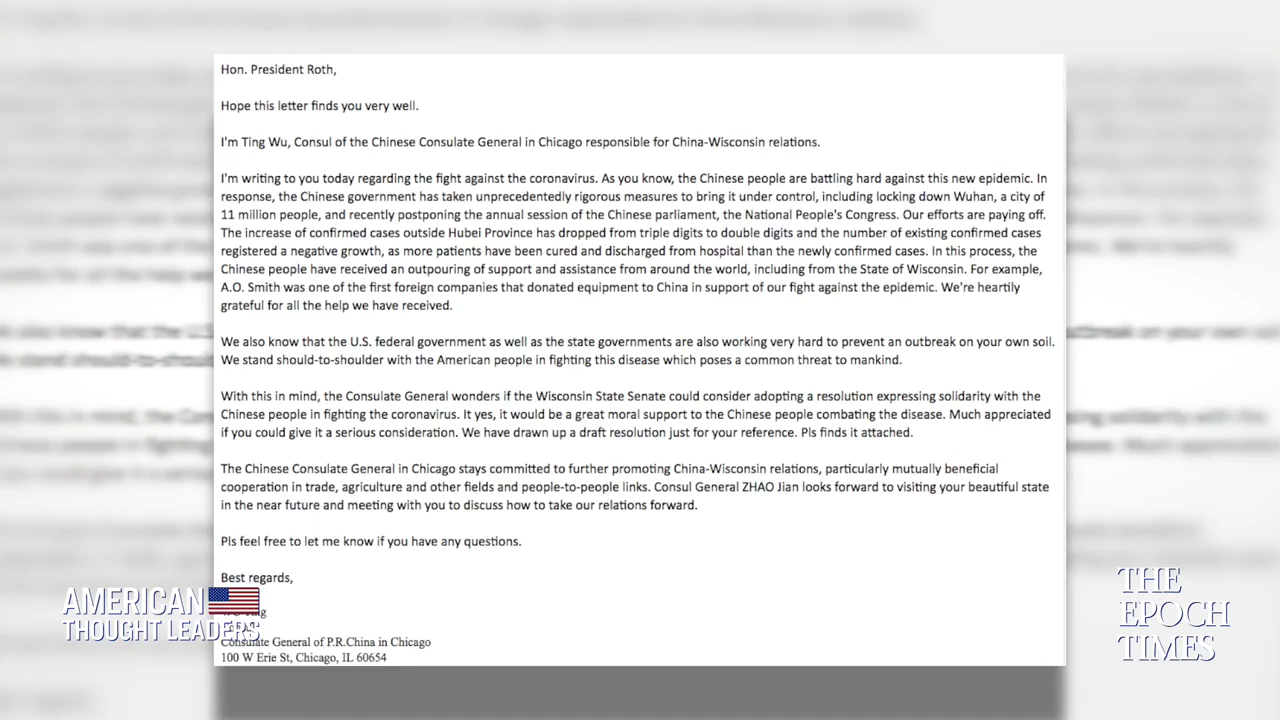 Hon. President Roth,
Hope this letter finds you very well.
I'm Ting Wu, Consul of the Chinese Consulate General in Chicago responsible for China-Wisconsin relations.
I'm writing to you today regarding the fight against the coronavirus. As you know, the Chinese people are battling hard against this new epidemic. In
response, the Chinese government has taken unprecedentedly rigorous measures to bring it under control, including locking down Wuhan, a city of
11 million people, and recently postponing the annual session of the Chinese parliament, the National People's Congress. Our efforts are paying off.
The increase of confirmed cases outside Hubei Province has dropped from triple digits to double digits and the number of existing confirmed cases
registered a negative growth, as more patients have been cured and discharged from hospital than the newly confirmed cases. In this process, the
Chinese people have received an outpouring of support and assistance from around the world, including from the State of Wisconsin. For example,
A.O. Smith was one of the first foreign companies that donated equipment to China in support of our fight against the epidemic. We're heartily
grateful for all the help we have received.
We also know that the U.S. federal government as well as the state governments are also working very hard to prevent an outbreak on your own soil.
We stand should-to-shoulder with the American people in fighting this disease which poses a common threat to mankind.
With this in mind, the Consulate General wonders if the Wisconsin State Senate could consider adopting a resolution expressing solidarity with the
Chinese people in fighting the coronavirus. It yes, it would be a great moral support to the Chinese people combating the disease. Much appreciated
if you could give it a serious consideration. We have drawn up a draft resolution just for your reference. Pls finds it attached.
The Chinese Consulate General in Chicago stays committed to further promoting China-Wisconsin relations, particularly mutually beneficial
cooperation in trade, agriculture and other fields and people-to-people links. Consul General ZHAO Jian looks forward to visiting your beautiful state
in the near future and meeting with you to discuss how to take our relations forward.
Pls feel free to let me know if you have any questions.
Best regards,
Consulate General of P.R.China in Chicago
100 W Erie St, Chicago, IL 60654
AMERICAN
THOUGHT LEADERS
THE
EPOCH
TIMES